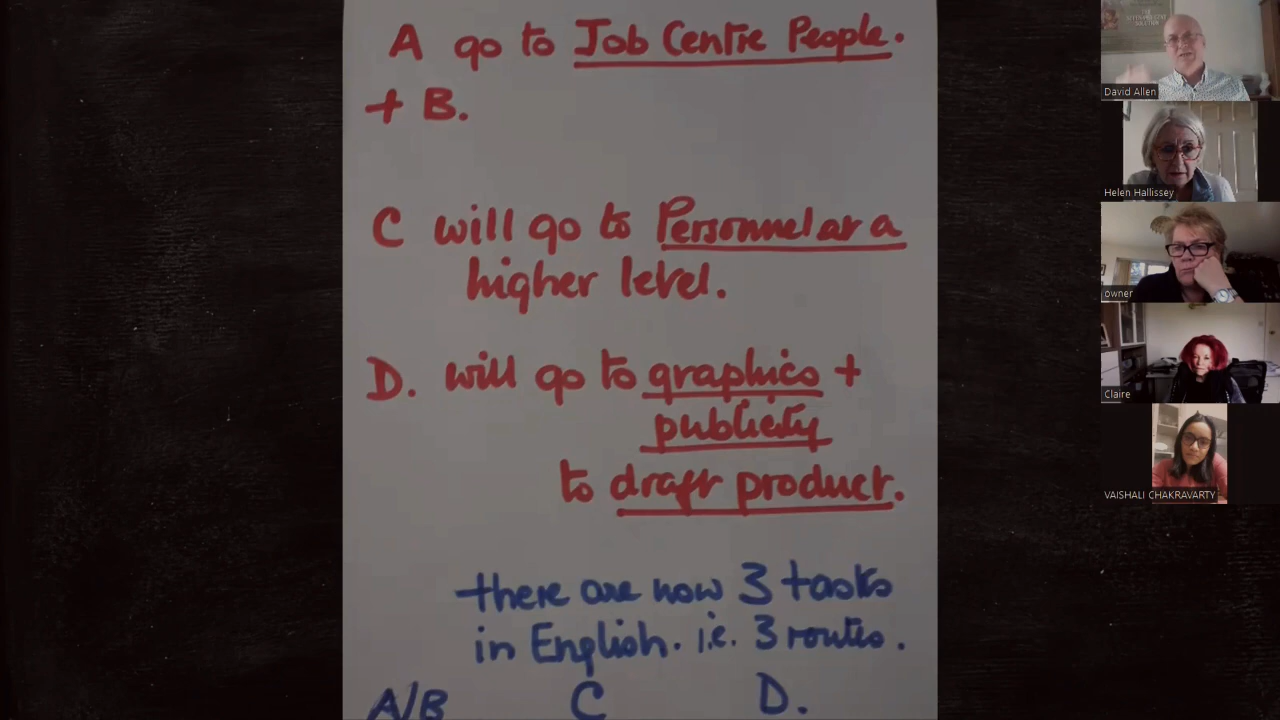 A go to Job Centre People.
+ B.
C will go to Personnel at a
higher level.
D. will go to graphics +
publicity
to draft product.
there are now 3 tasks
in English. i.e. 3 routes.
A/B C D.
David Allen
Helen Hallissey
owner
Claire
VAISHALI CHAKRAVARTY